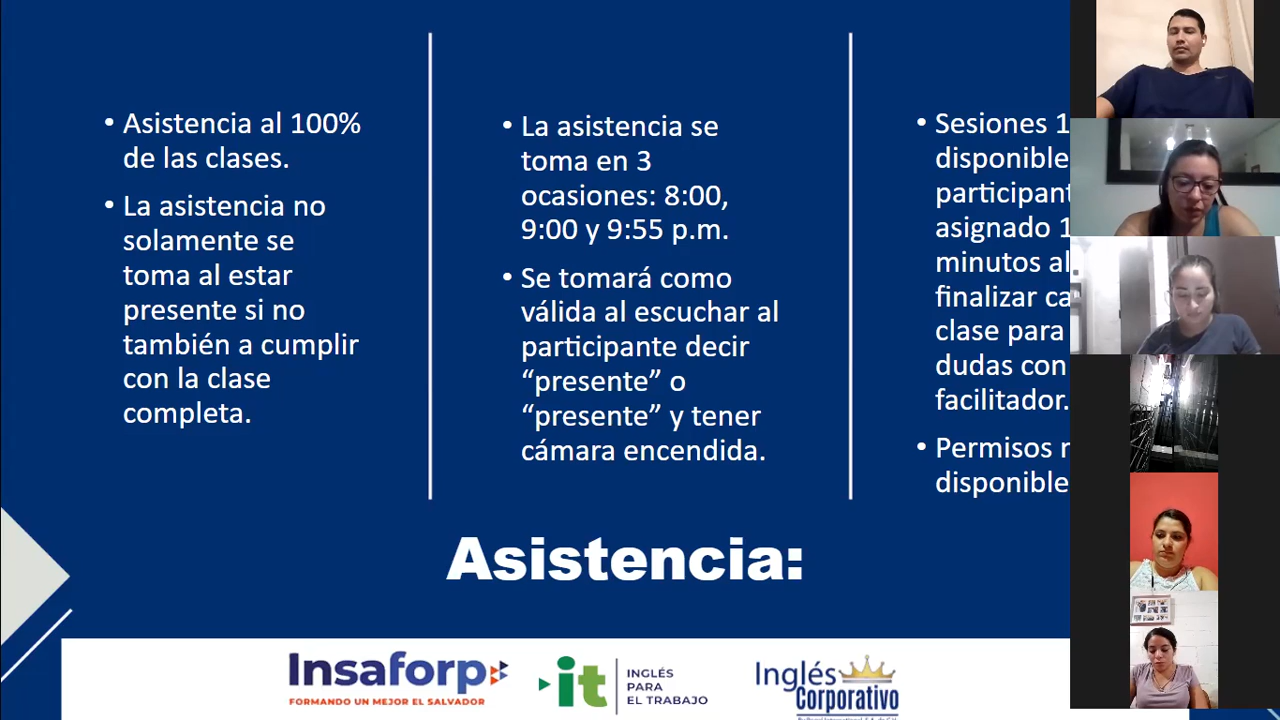 • Asistencia al 100%
de las clases.
• La asistencia no
solamente se
toma al estar
presente si no
también a cumplir
con la clase
completa.
• La asistencia se
toma en 3
ocasiones: 8:00,
9:00 y 9:55 p.m.
• Se tomará como
válida al escuchar al
participante decir
“presente” o
“presente” y tener
cámara encendida.
• Sesiones 1
disponible
participant
asignado 1
minutos al
finalizar ca
clase para
dudas con
facilitador.
• Permisos r
disponible
Asistencia:
Insaforp
FORMANDO UN MEJOR EL SALVADOR
it
INGLÉS
PARA
EL TRABAJO
Inglés
Corporativo